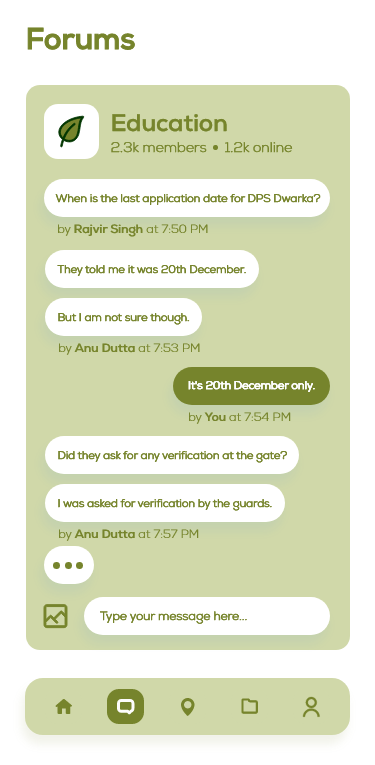 Forums
Education
2.3k members • 1.2k online
When is the last application date for DPS Dwarka?
by Rajvir Singh at 7:50 PM
They told me it was 20th December.
But I am not sure though.
by Anu Dutta at 7:53 PM
It's 20th December only.
by You at 7:54 PM
Did they ask for any verification at the gate?
I was asked for verification by the guards.
by Anu Dutta at 7:57 PM
Type your message here...